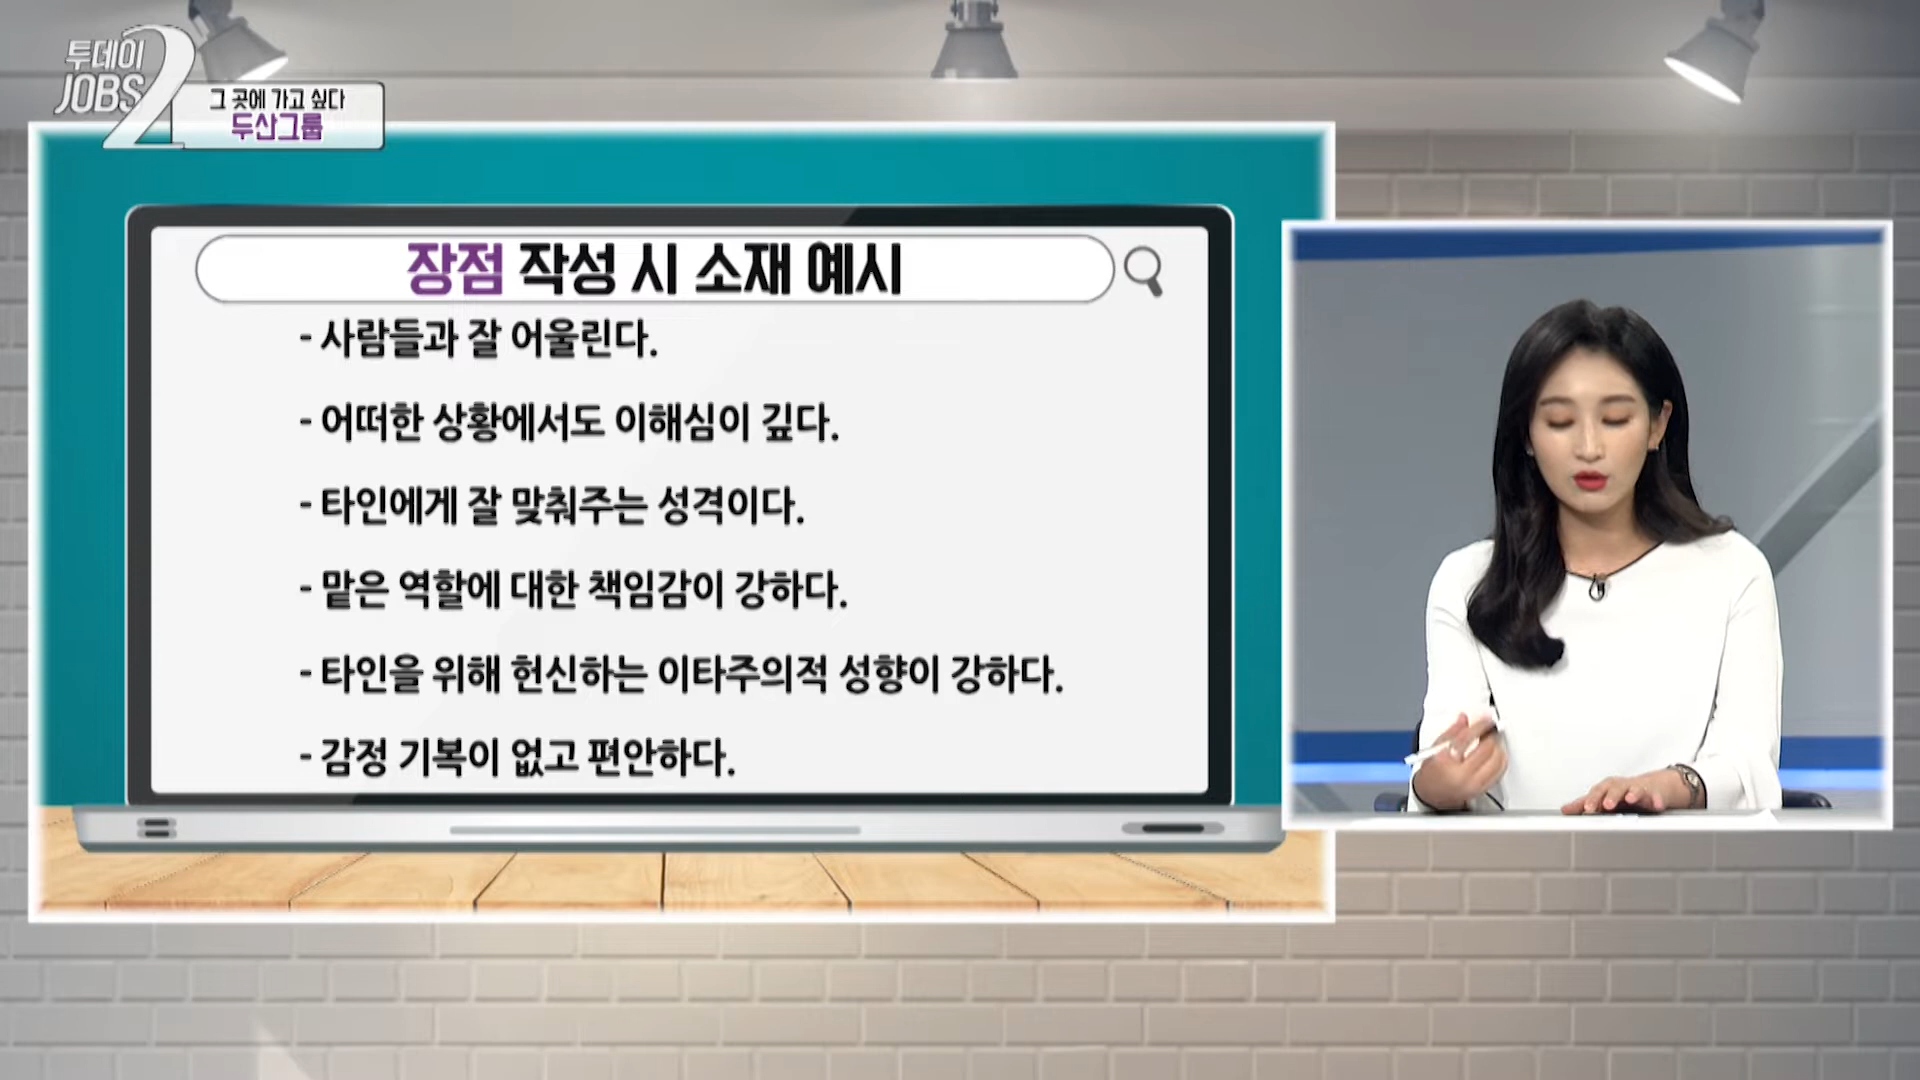 투데이
JOBS 2
그 곳에 가고 싶다
두산그룹
장점 작성 시 소재 예시
- 사람들과 잘 어울린다.
- 어떠한 상황에서도 이해심이 깊다.
- 타인에게 잘 맞춰주는 성격이다.
- 맡은 역할에 대한 책임감이 강하다.
- 타인을 위해 헌신하는 이타주의적 성향이 강하다.
- 감정 기복이 없고 편안하다.